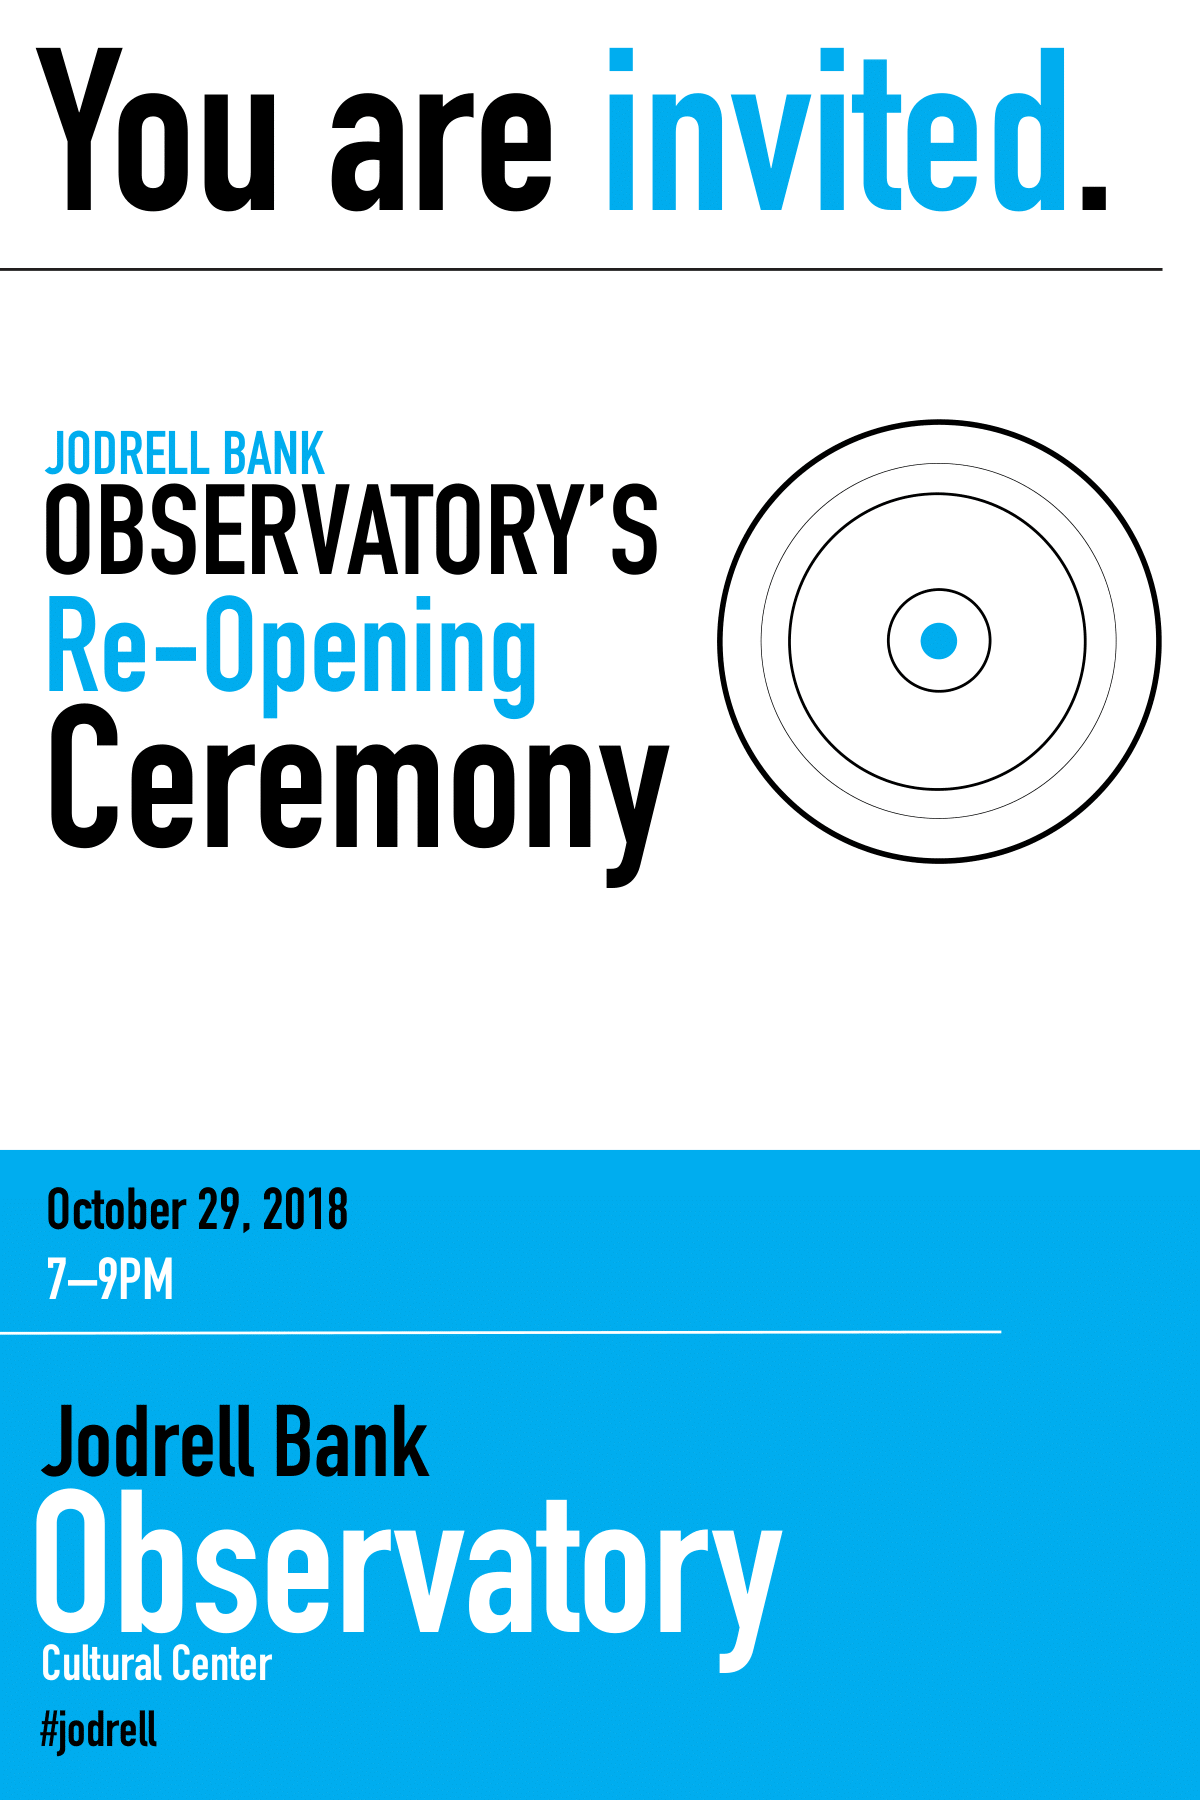 You are invited.
JODRELL BANK
OBSERVATORY'S
Re-Opening
Ceremony
October 29, 2018
7–9PM
Jodrell Bank
Observatory
Cultural Center
#jodrell